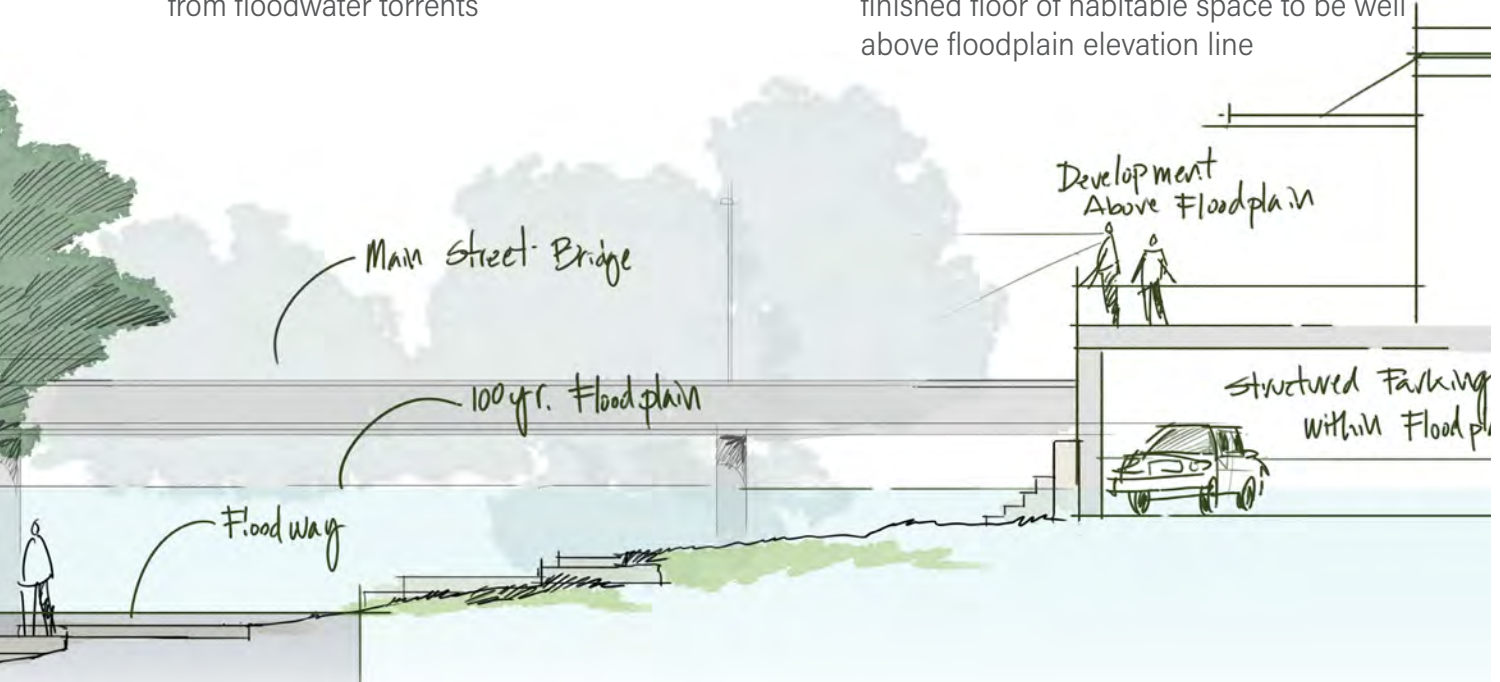 from floodwater torrents
finished floor of habitable space to be well
above floodplain elevation line
Development
Above Floodplain
Main Street Bridge
100 yr. Floodplain
Structured Parking
Within
Floodway